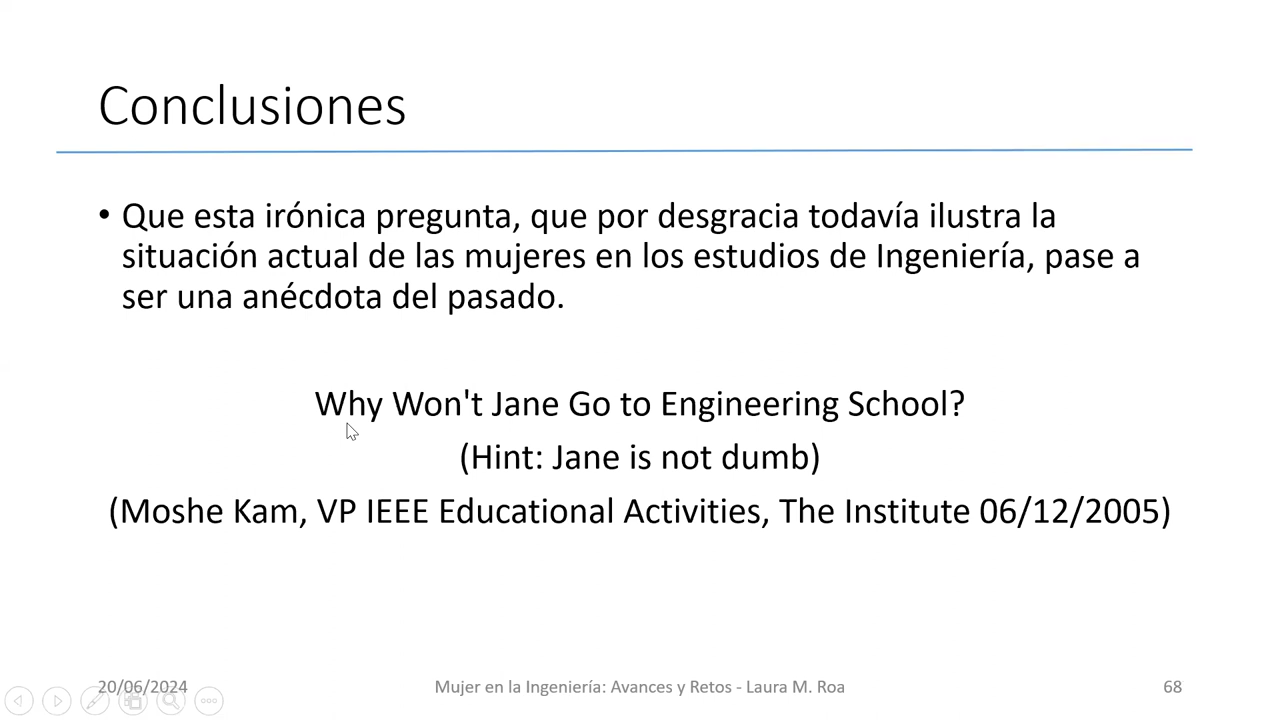 Conclusiones
• Que esta irónica pregunta, que por desgracia todavía ilustra la
situación actual de las mujeres en los estudios de Ingeniería, pase a
ser una anécdota del pasado.
Why Won't Jane Go to Engineering School?
(Hint: Jane is not dumb)
(Moshe Kam, VP IEEE Educational Activities, The Institute 06/12/2005)
20/06/2024
Mujer en la Ingeniería: Avances y Retos - Laura M. Roa
68